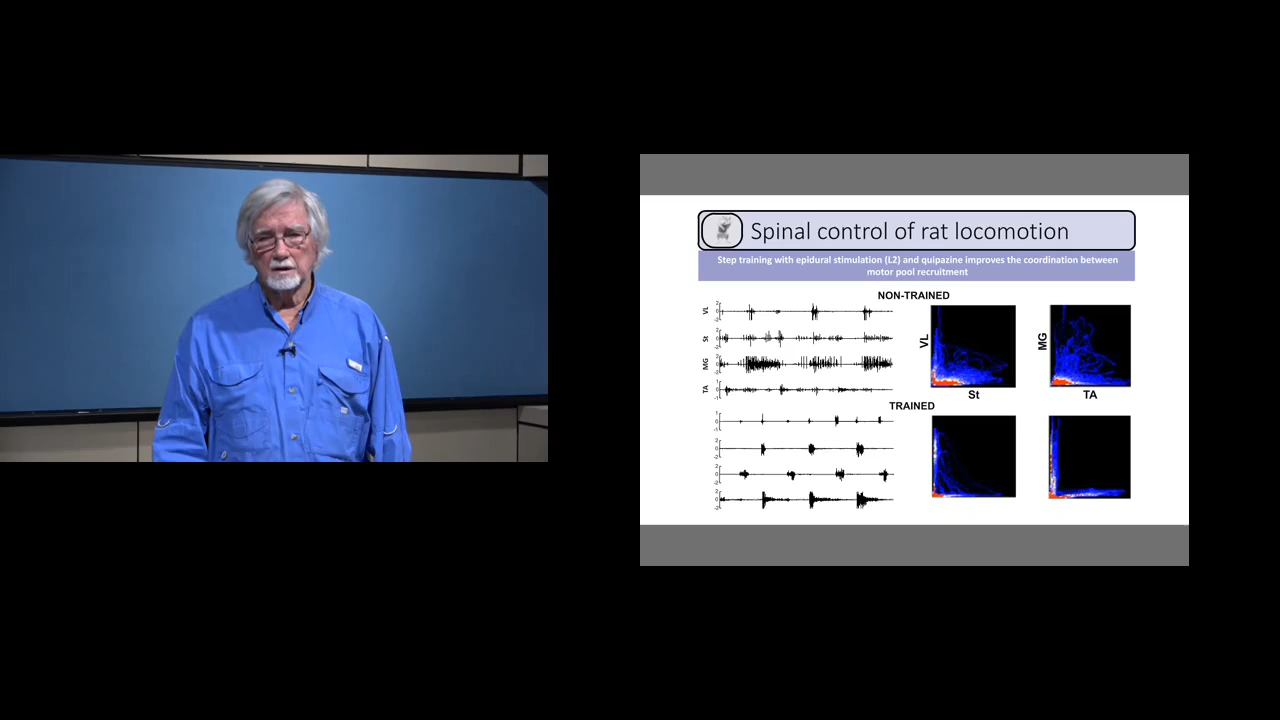 Spinal control of rat locomotion
Step training with epidural stimulation (L2) and quipazine improves the coordination between
motor pool recruitment
NON-TRAINED
VL
St
MG
TA
VL
St
MG
TA
TRAINED